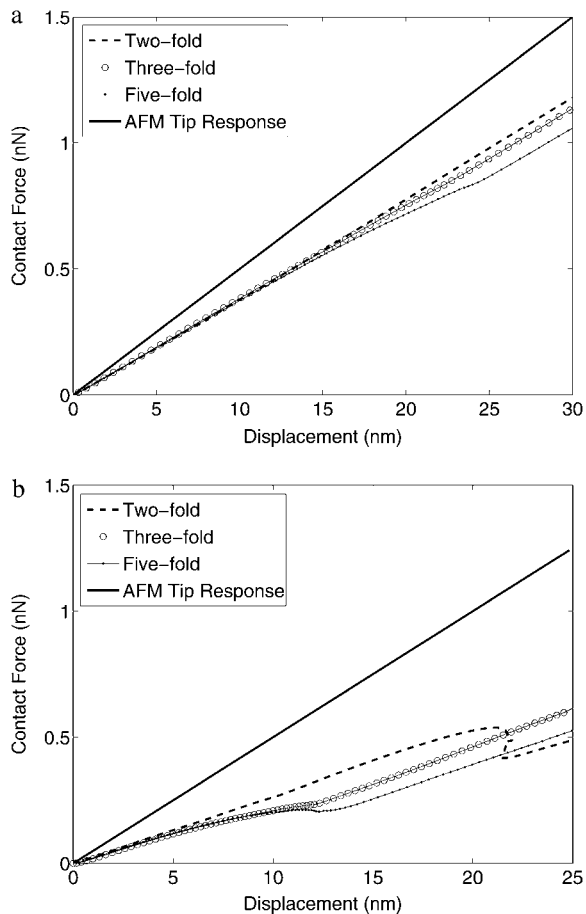 a
Two-fold
Three-fold
Five-fold
AFM Tip Response
Contact Force (nN)
1.5
1
0.5
0
0 5 10 15 20 25 30
Displacement (nm)
b
Two-fold
Three-fold
Five-fold
AFM Tip Response
Contact Force (nN)
1.5
1
0.5
0
0 5 10 15 20 25
Displacement (nm)